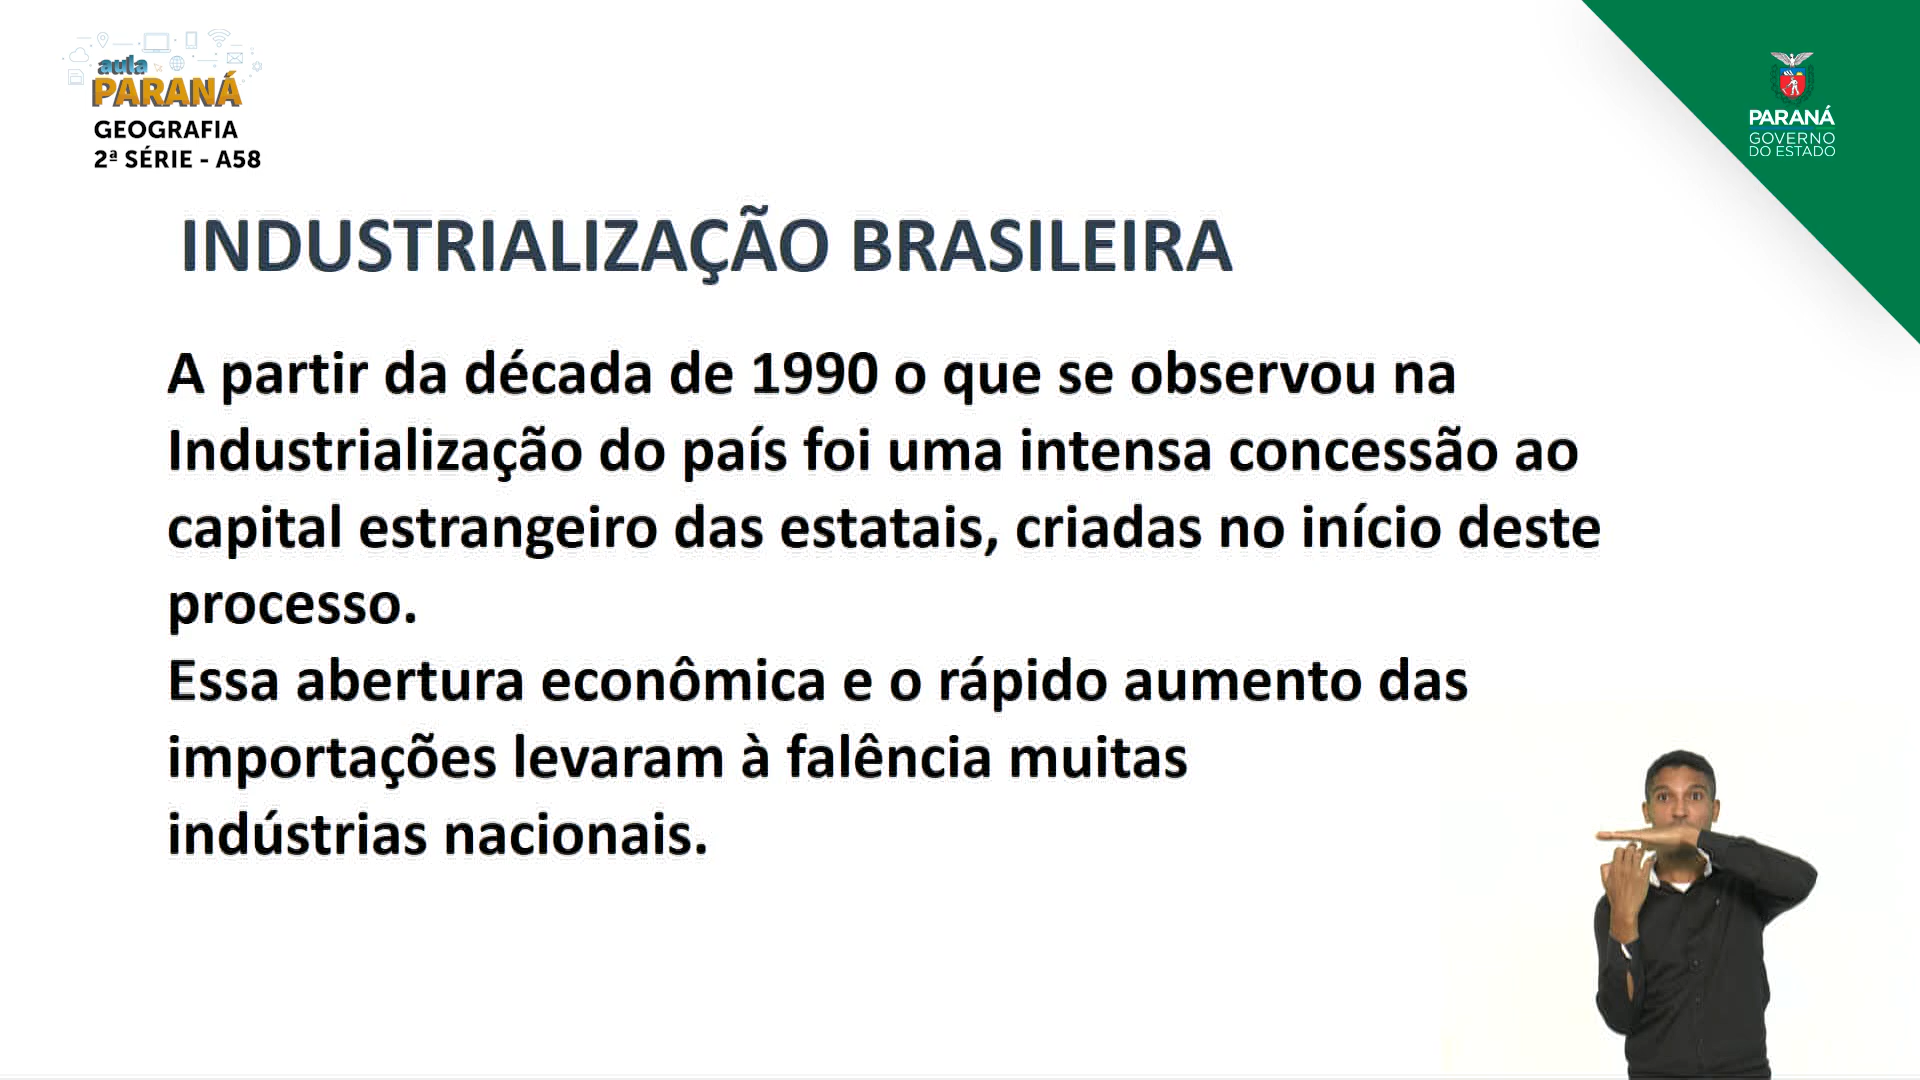 aula
PARANÁ
GEOGRAFIA
2ª SÉRIE - A58
PARANÁ
GOVERNO
DO ESTADO
INDUSTRIALIZAÇÃO BRASILEIRA
A partir da década de 1990 o que se observou na
Industrialização do país foi uma intensa concessão ao
capital estrangeiro das estatais, criadas no início deste
processo.
Essa abertura econômica e o rápido aumento das
importações levaram à falência muitas
indústrias nacionais.